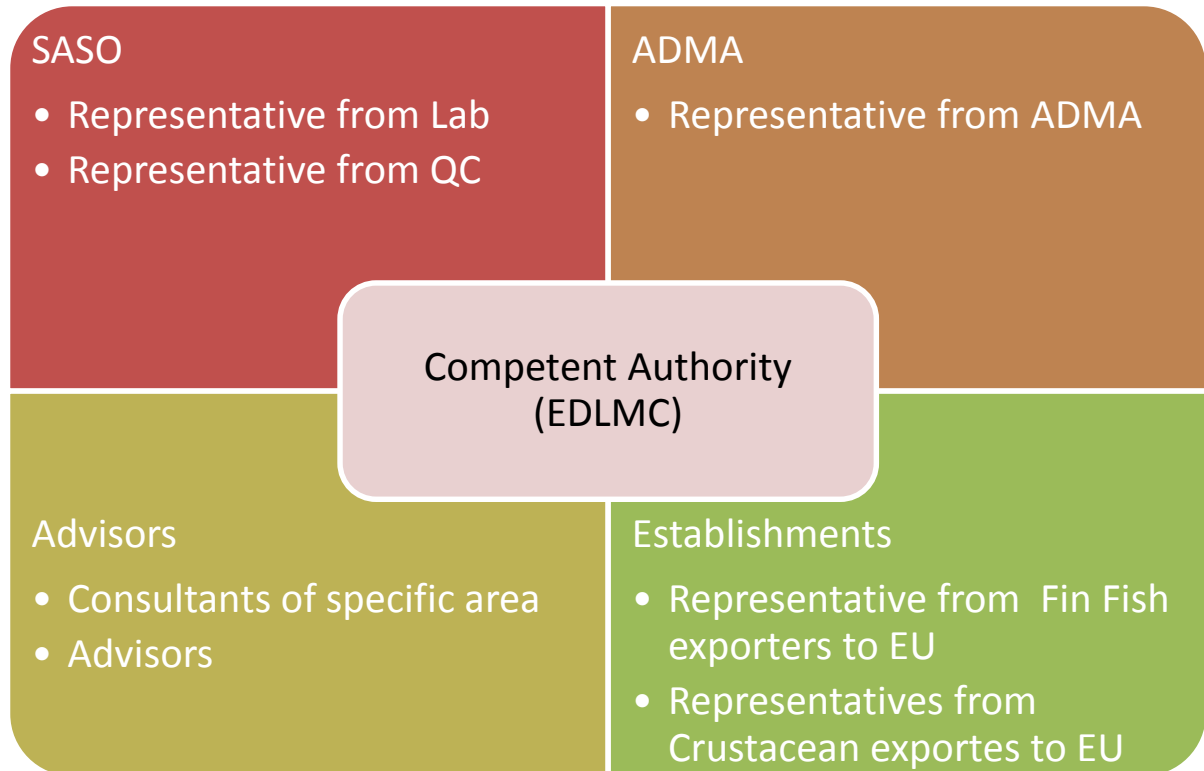 SASO
• Representative from Lab
• Representative from QC
ADMA
• Representative from ADMA
Competent Authority
(EDLMC)
Advisors
• Consultants of specific area
• Advisors
Establishments
• Representative from Fin Fish
exporters to EU
• Representatives from
Crustacean exportes to EU